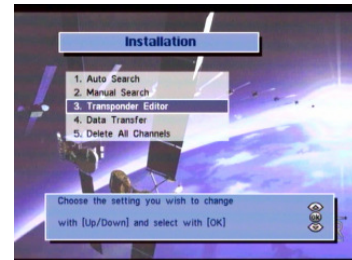 Installation
1. Auto Search
2. Manual Search
3. Transponder Editor
4. Data Transfer
5. Delete All Channels
Choose the setting you wish to change
with [Up/Down] and select with [OK]
OK